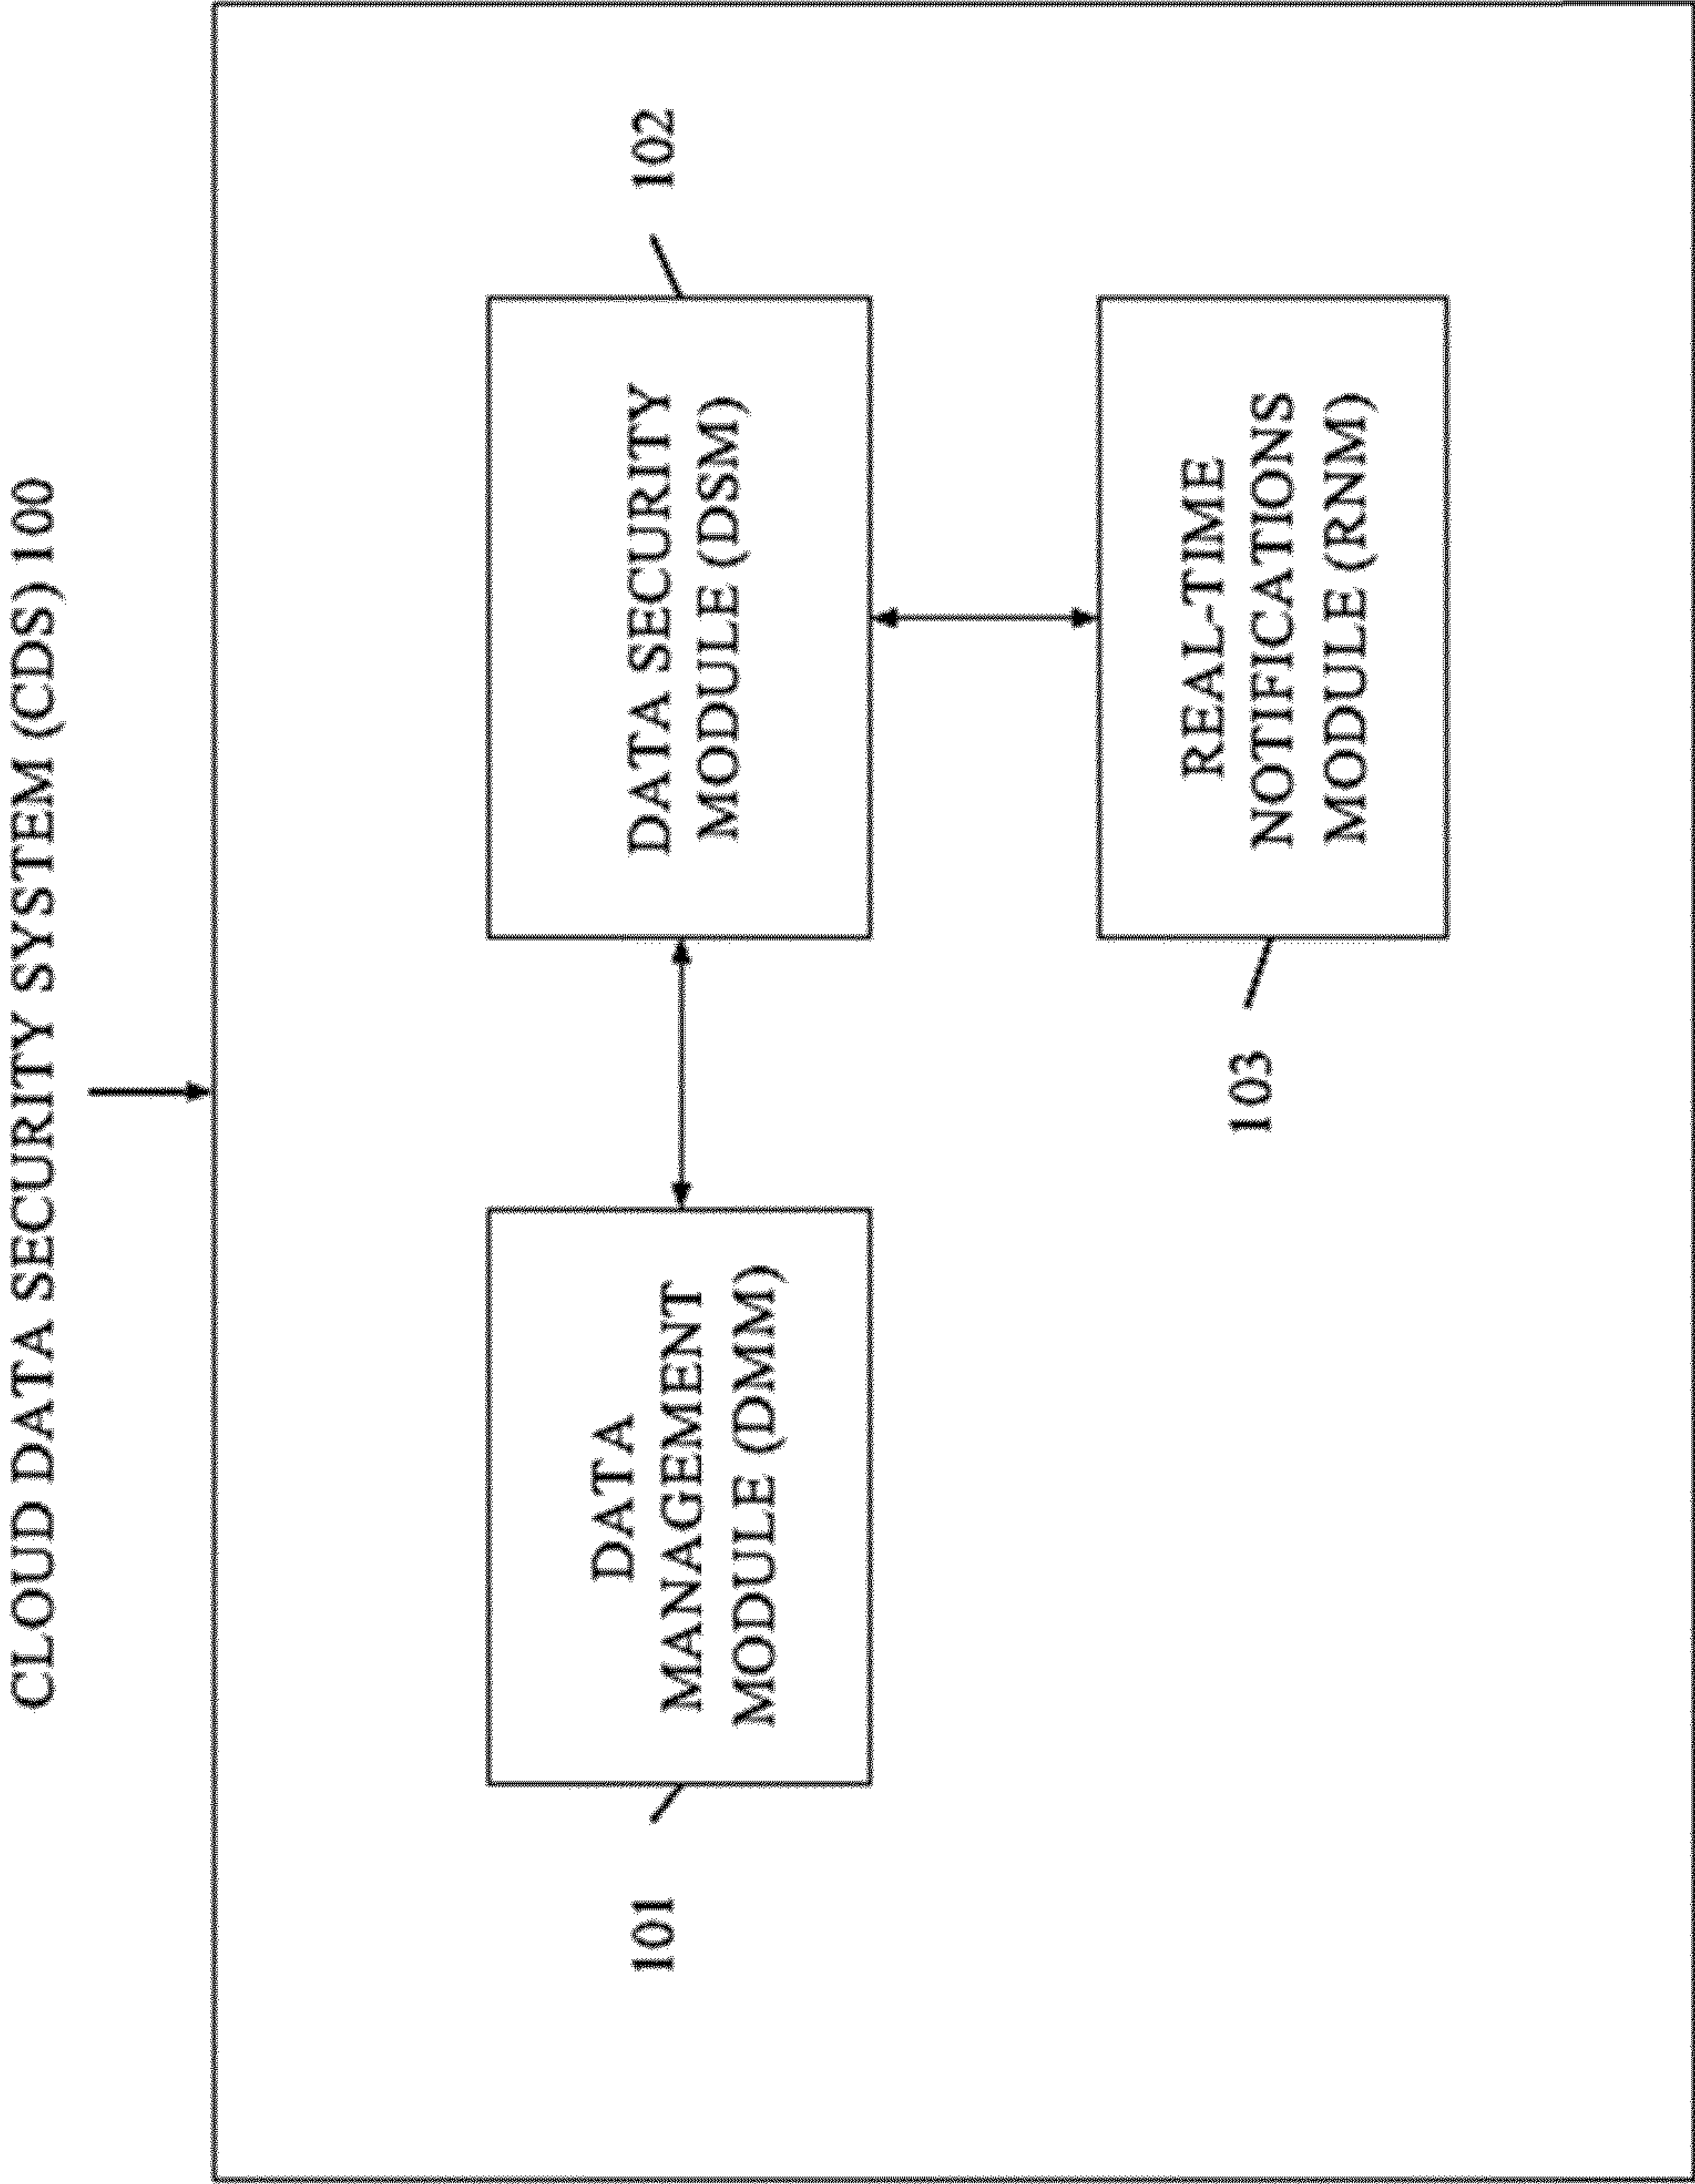 CLOUD DATA SECURITY SYSTEM (CDS) 100
101
DATA
MANAGEMENT
MODULE (DMM)
DATA SECURITY
MODULE (DSM)
102
103
REAL-TIME
NOTIFICATIONS
MODULE (RNM)